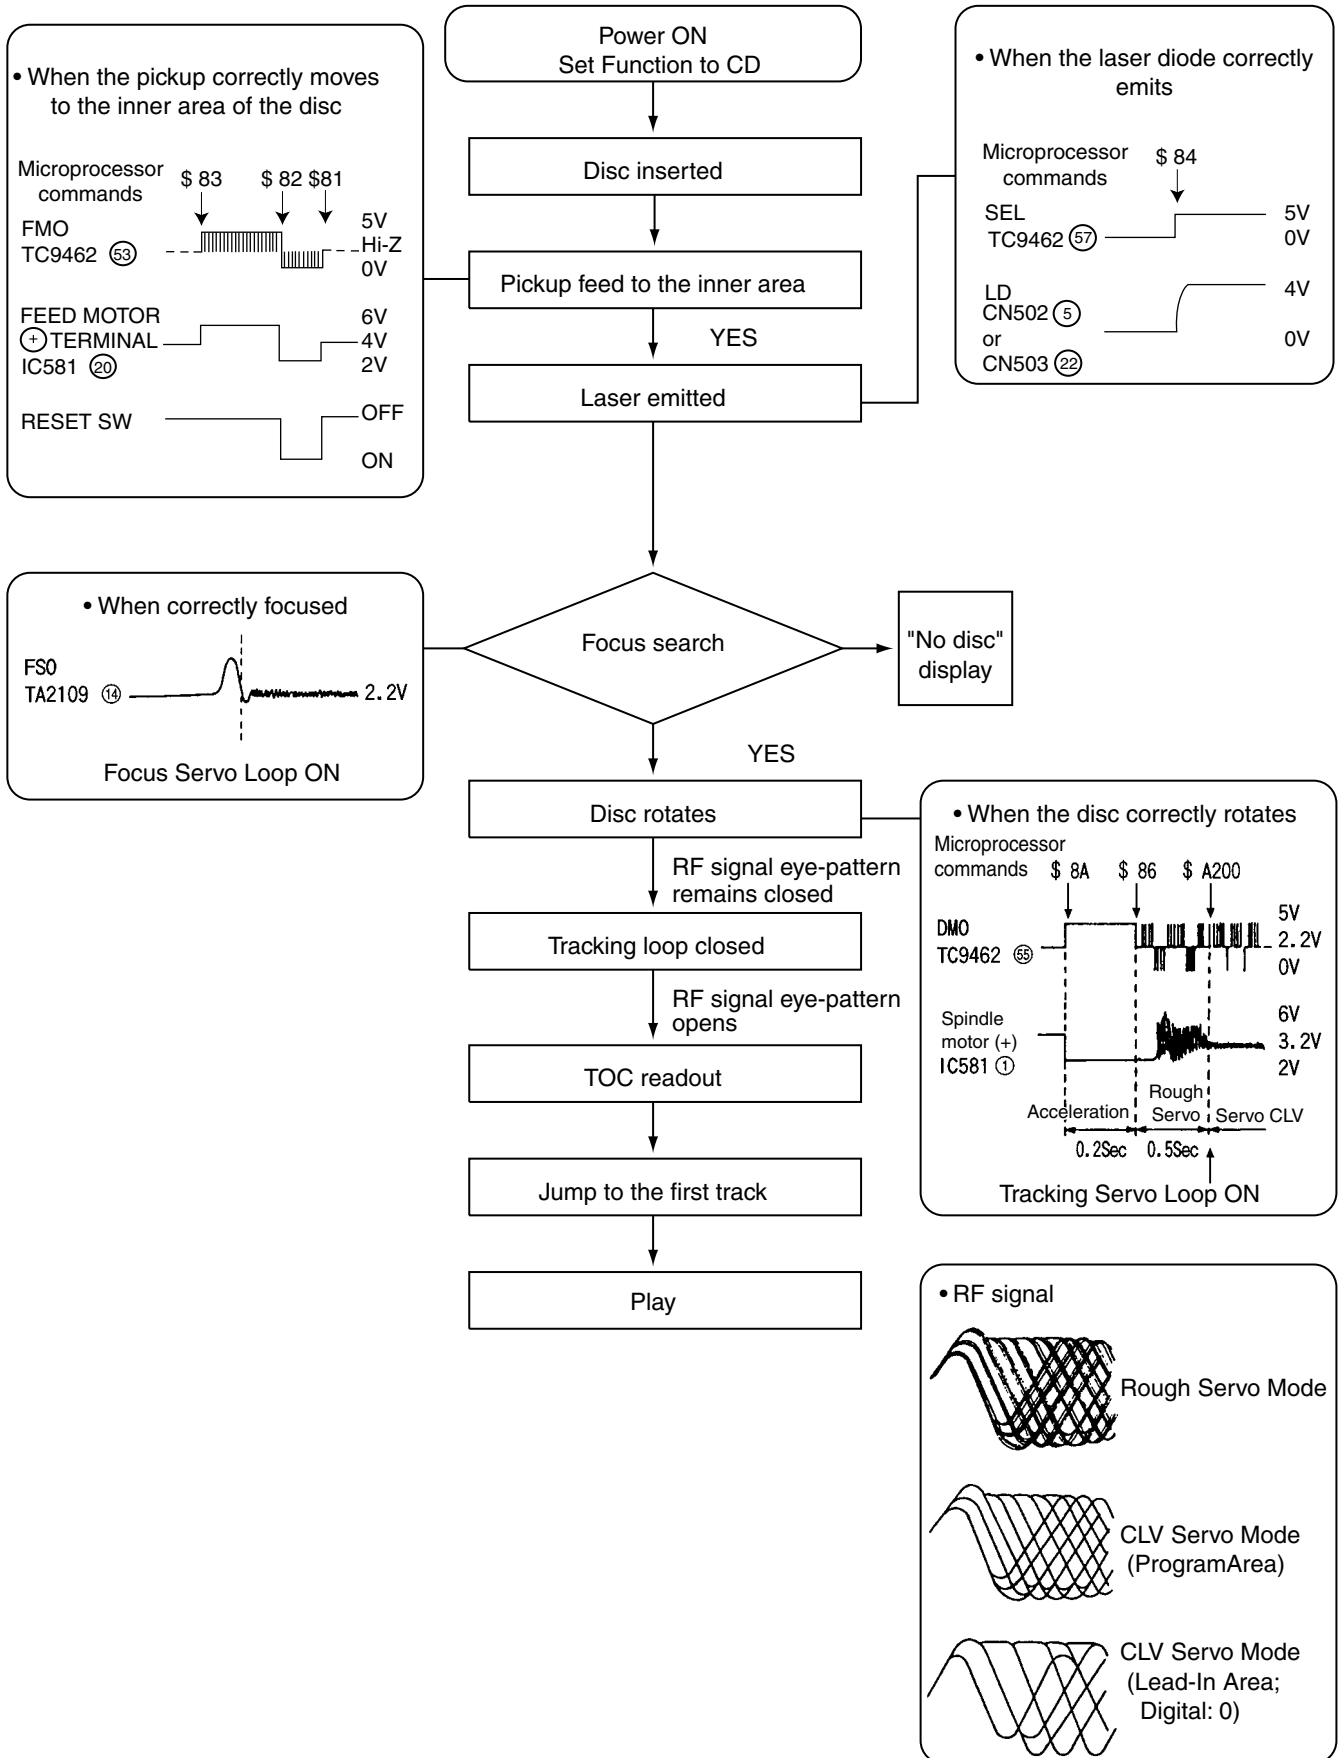 Power ON
Set Function to CD
• When the pickup correctly moves
to the inner area of the disc
Microprocessor
commands
$ 83
$ 82
$81
FMO
TC9462 53
5V
Hi-Z
0V
FEED MOTOR
+ TERMINAL
IC581 20
6V
4V
2V
RESET SW
OFF
ON
Disc inserted
Pickup feed to the inner area
YES
Laser emitted
• When the laser diode correctly
emits
Microprocessor
commands
$ 84
SEL
TC9462 57
5V
0V
LD
CN502 5
or
CN503 22
4V
0V
• When correctly focused
FSO
TA2109 14
2.2V
Focus Servo Loop ON
Focus search
"No disc"
display
YES
Disc rotates
RF signal eye-pattern
remains closed
Tracking loop closed
RF signal eye-pattern
opens
TOC readout
Jump to the first track
Play
• When the disc correctly rotates
Microprocessor
commands
$ 8A
$ 86
$ A200
DMO
TC9462 55
5V
2.2V
0V
Spindle
motor (+)
IC581 1
6V
3.2V
2V
Acceleration
Rough
Servo
Servo CLV
0.2Sec
0.5Sec
Tracking Servo Loop ON
• RF signal
Rough Servo Mode
CLV Servo Mode
(ProgramArea)
CLV Servo Mode
(Lead-In Area;
Digital: 0)